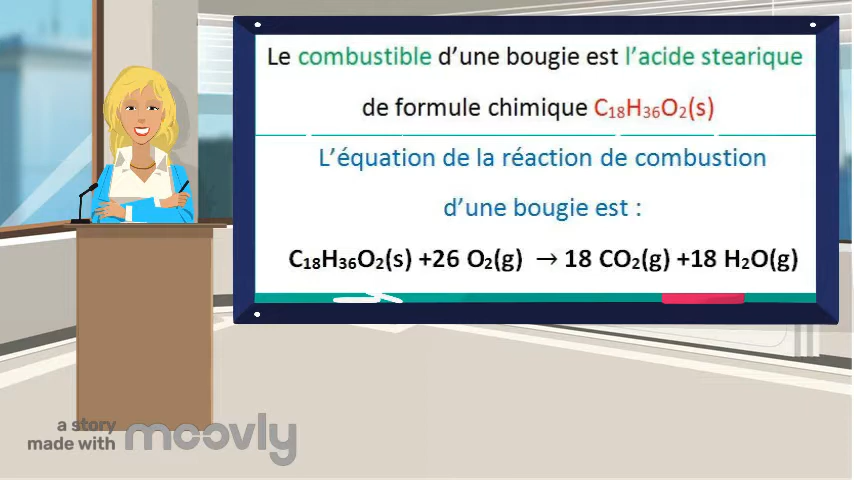 Le combustible d'une bougie est l'acide stearique
de formule chimique C₁₈H₃₆O₂(s)
L'équation de la réaction de combustion
d'une bougie est :
C₁₈H₃₆O₂(s) +26 O₂(g) → 18 CO₂(g) +18 H₂O(g)
a story
made with moovly